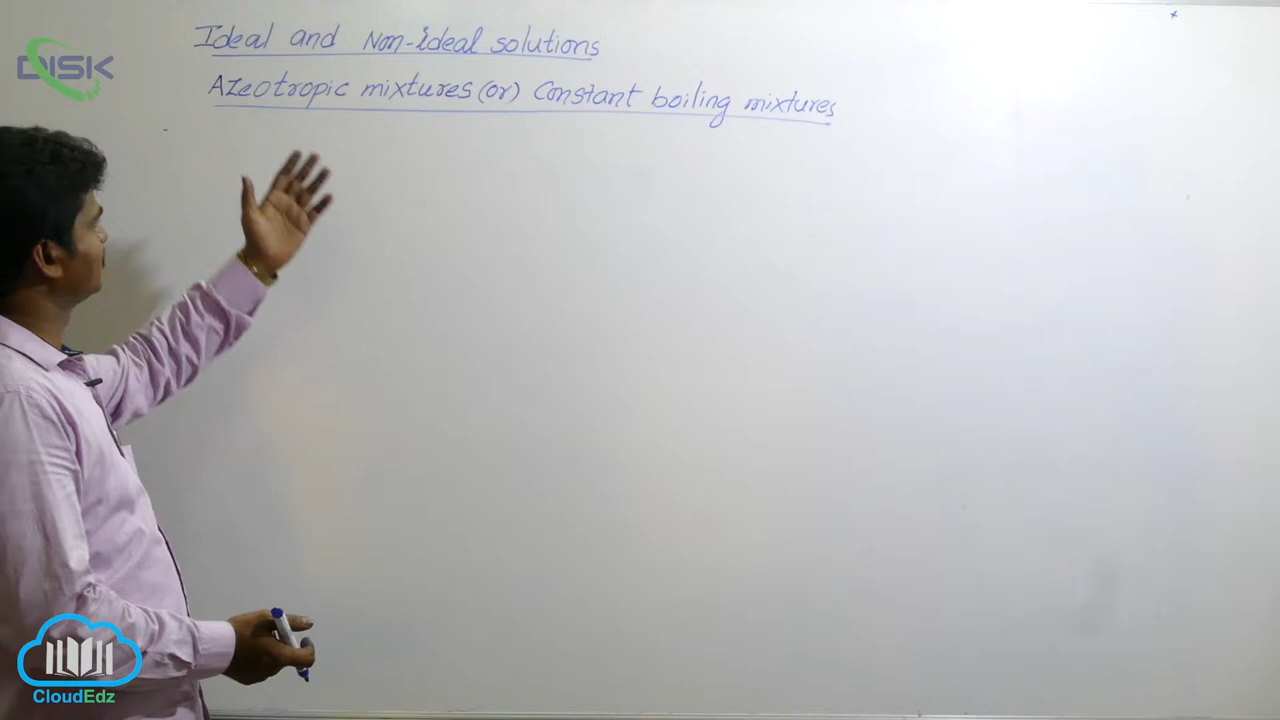 Ideal and Non-Ideal solutions
DISK
Azeotropic mixtures (or) Constant boiling mixtures
CloudEdz